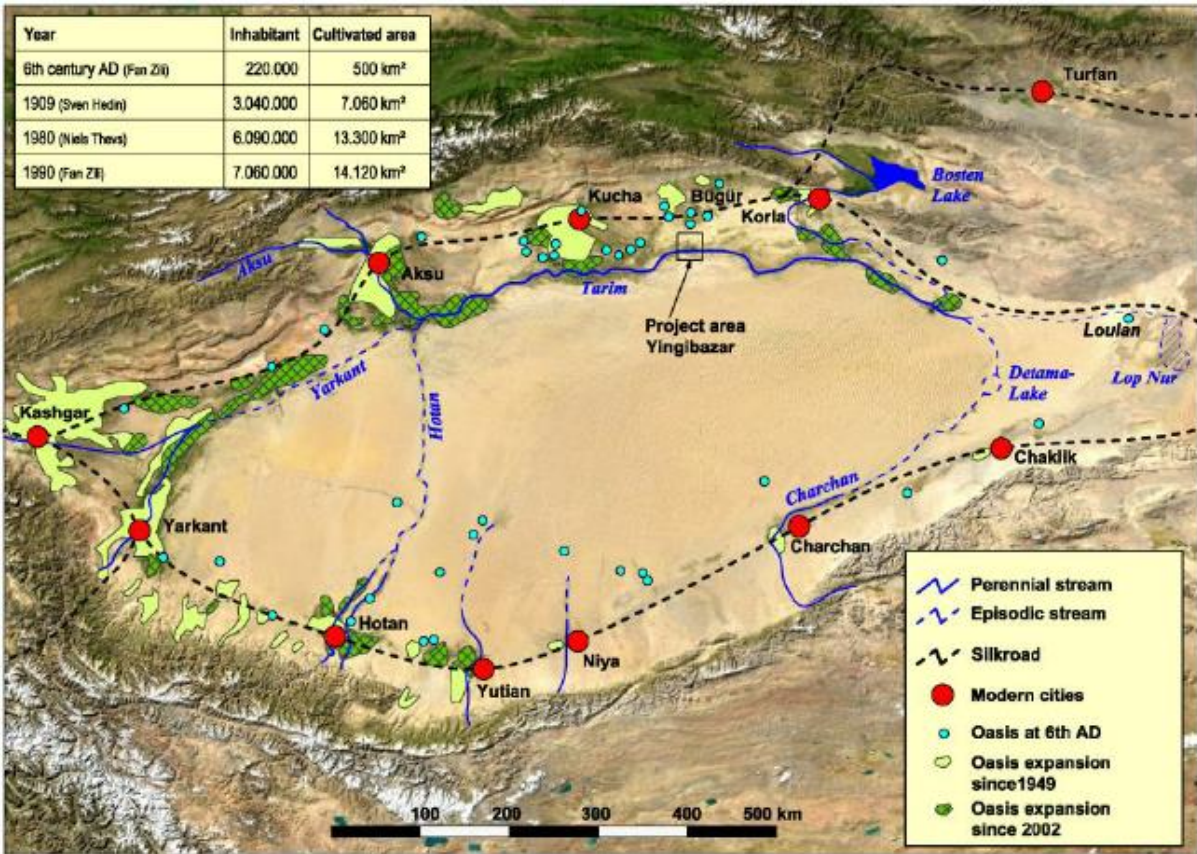 Year Inhabitant Cultivated area
6th century AD (Fan Zili) 220.000 500 km²
1909 (Sven Hedin) 3.040.000 7.060 km²
1980 (Niels Thevs) 6.090.000 13.300 km²
1990 (Fan Zili) 7.060.000 14.120 km²
Turfan
Bosten
Lake
Kucha
Bügür
Korla
Aksu
Aksu
Tarim
Project area
Yingibazar
Loulan
Lop Nur
Detama-
Lake
Yarkant
Kashgar
Hotan
Chaklik
Charchan
Charchan
Yarkant
Hotan
Niya
Yutian
Perennial stream
Episodic stream
Silkroad
Modern cities
Oasis at 6th AD
Oasis expansion
since1949
Oasis expansion
since 2002
100 200 300 400 500 km